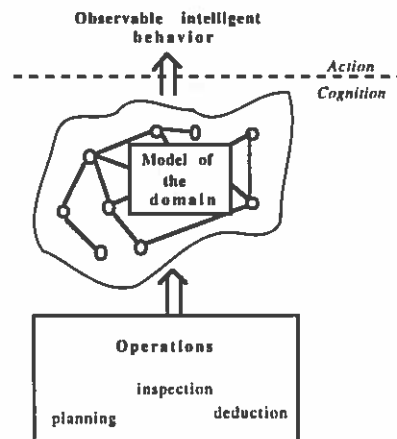 Observable intelligent
behavior
Action
Cognition
Model of
the
domain
Operations
inspection
planning
deduction